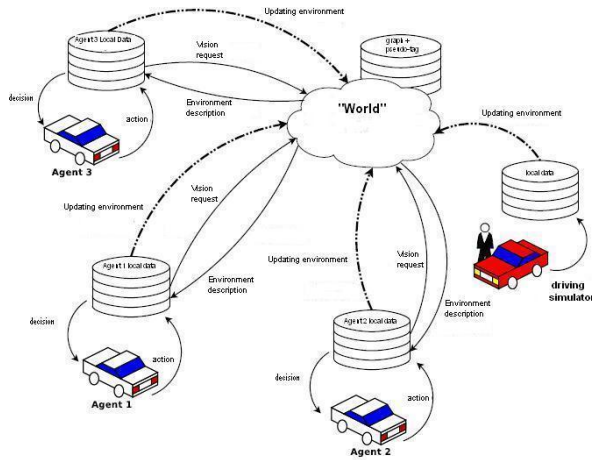 Updating environment
Agent3 Local Data
graph +
pseudo-tag
Vision
request
decision
Environment
description
action
"World"
Updating environment
Agent 3
local data
Vision
request
Updating environment
Agent 1 local data
Updating environment
Vision
request
driving
simulator
Environment
description
Environment
description
decision
action
Agent2 local data
Agent 1
decision
action
Agent 2